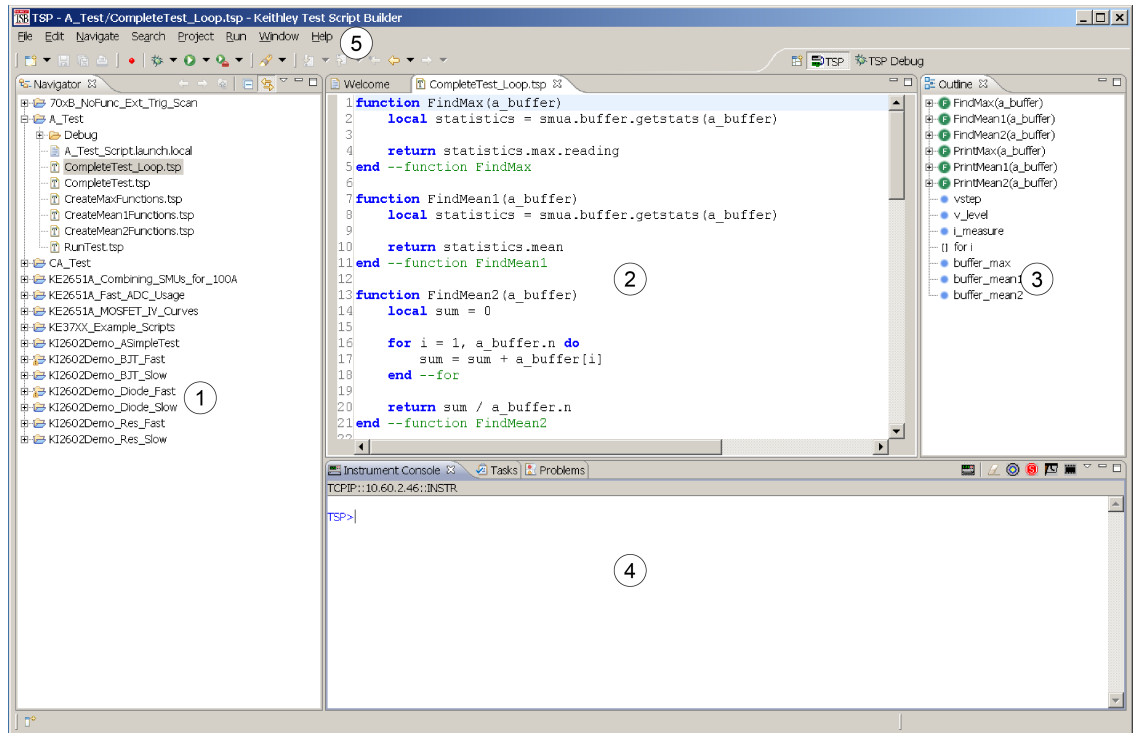 TSP - A_Test/CompleteTest_Loop.tsp - Keithley Test Script Builder
File Edit Navigate Search Project Run Window Help
5
TSP TSP Debug
Navigator
70xB_NoFunc_Ext_Trig_Scan
A_Test
Debug
A_Test_Script.launch.local
CompleteTest_Loop.tsp
CompleteTest.tsp
CreateMaxFunctions.tsp
CreateMean1Functions.tsp
CreateMean2Functions.tsp
RunTest.tsp
CA_Test
KE2651A_Combining_SMUs_for_100A
KE2651A_Fast_ADC_Usage
KE2651A_MOSFET_IV_Curves
KE37XX_Example_Scripts
KI2602Demo_ASimpleTest
KI2602Demo_BJT_Fast
KI2602Demo_BJT_Slow
KI2602Demo_Diode_Fast
KI2602Demo_Diode_Slow
KI2602Demo_Res_Fast
KI2602Demo_Res_Slow
1
Welcome CompleteTest_Loop.tsp
1 function FindMax(a_buffer)
2 local statistics = smua.buffer.getstats(a_buffer)
3
4 return statistics.max.reading
5 end --function FindMax
6
7 function FindMean1(a_buffer)
8 local statistics = smua.buffer.getstats(a_buffer)
9
10 return statistics.mean
11 end --function FindMean1
12
13 function FindMean2(a_buffer)
14 local sum = 0
15
16 for i = 1, a_buffer.n do
17 sum = sum + a_buffer[i]
18 end --for
19
20 return sum / a_buffer.n
21 end --function FindMean2
22
2
Outline
FindMax(a_buffer)
FindMean1(a_buffer)
FindMean2(a_buffer)
PrintMax(a_buffer)
PrintMean1(a_buffer)
PrintMean2(a_buffer)
vstep
v_level
i_measure
for i
buffer_max
buffer_mean1
buffer_mean2
3
Instrument Console Tasks Problems
TCPIP::10.60.2.46::INSTR
TSP>
4